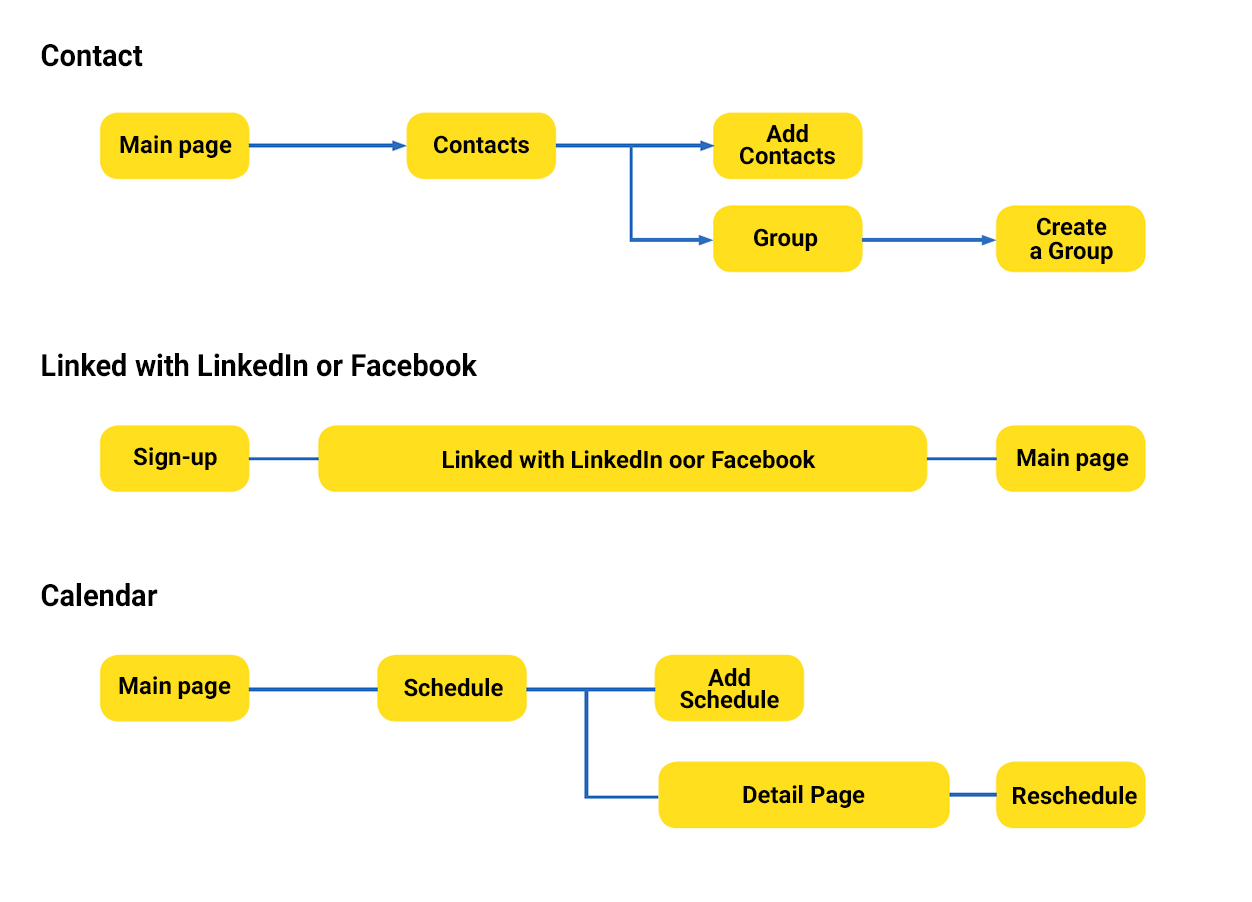 Contact
Main page
Contacts
Add
Contacts
Group
Create
a Group
Linked with LinkedIn or Facebook
Sign-up
Linked with LinkedIn oor Facebook
Main page
Calendar
Main page
Schedule
Add
Schedule
Detail Page
Reschedule